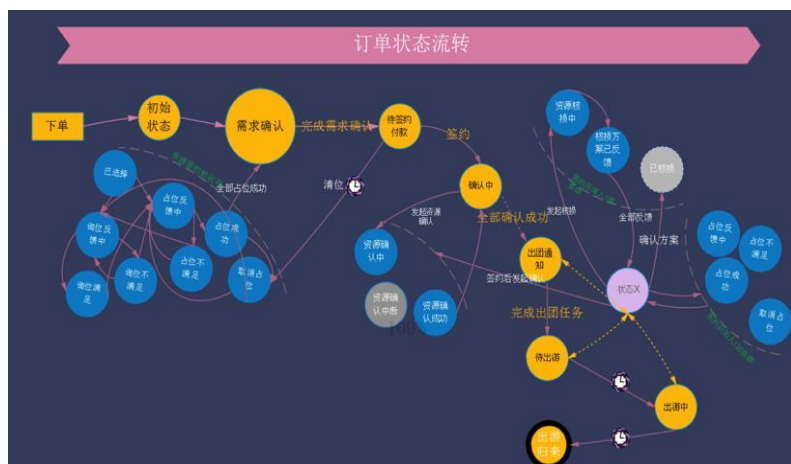 订单状态流转
下单
初始
状态
需求确认
完成需求确认
待签约
付款
签约
资源核
损中
核损方
案已反
馈
已核损
已选择
占位反
馈中
全部占位成功
清位
确认中
发起资源
确认
全部确认成功
发起核损
全部反馈
确认方案
询位反
馈中
占位成
功
占位不
满足
取消占
位
询位不
满足
询位满
足
资源确
认中
出团通
知
签约后发起确认
占位反
馈中
占位不
满足
占位成
功
取消占
位
状态X
资源确
认中断
资源确
认成功
完成出团任务
待出游
出游中
出游
归来